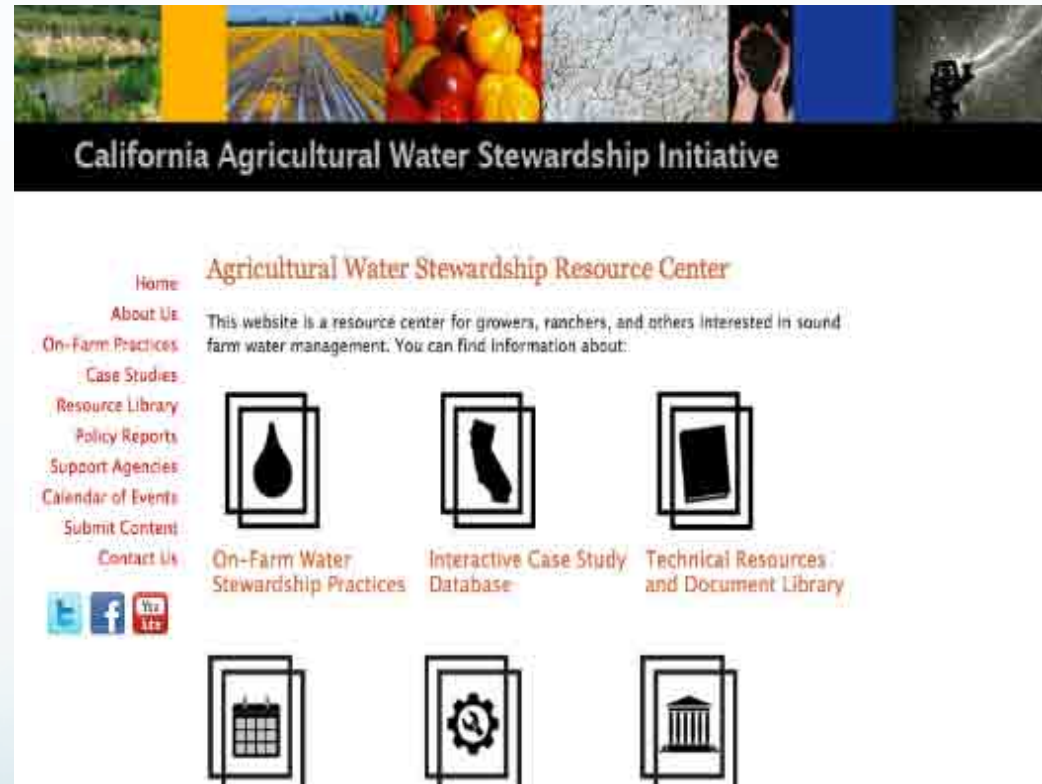 California Agricultural Water Stewardship Initiative
Home
About Us
On-Farm Practices
Case Studies
Resource Library
Policy Reports
Support Agencies
Calendar of Events
Submit Content
Contact Us
You
Tube
Agricultural Water Stewardship Resource Center
This website is a resource center for growers, ranchers, and others interested in sound
farm water management. You can find information about:
On-Farm Water
Stewardship Practices
Interactive Case Study
Database
Technical Resources
and Document Library